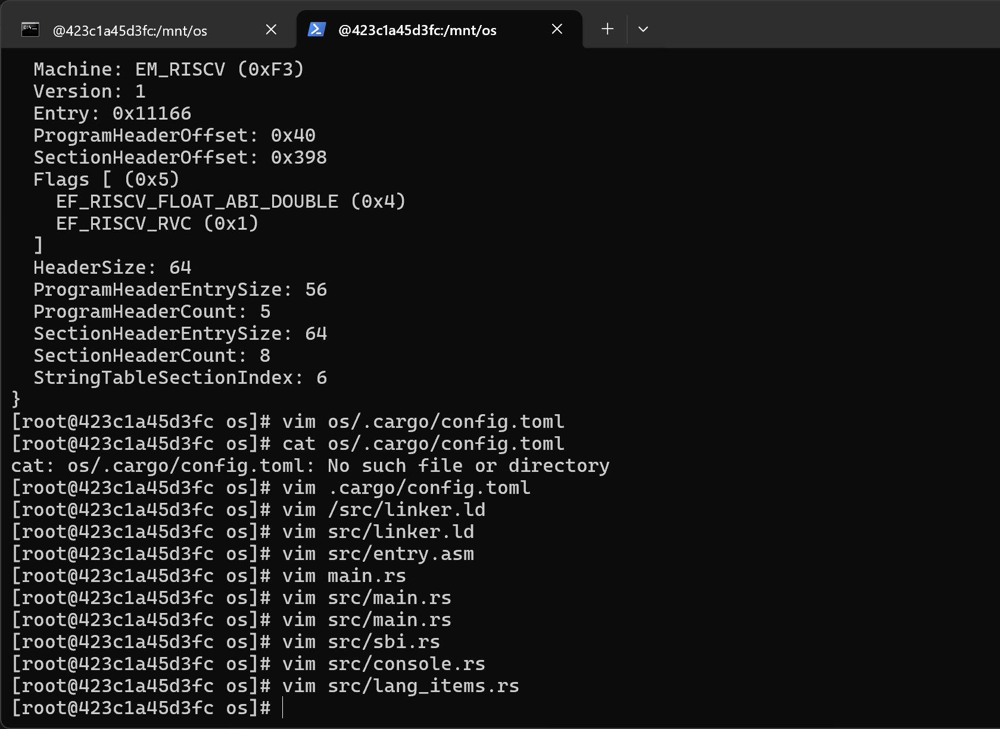 @423c1a45d3fc:/mnt/os
@423c1a45d3fc:/mnt/os
  Machine: EM_RISCV (0xF3)
  Version: 1
  Entry: 0x11166
  ProgramHeaderOffset: 0x40
  SectionHeaderOffset: 0x398
  Flags [ (0x5)
    EF_RISCV_FLOAT_ABI_DOUBLE (0x4)
    EF_RISCV_RVC (0x1)
  ]
  HeaderSize: 64
  ProgramHeaderEntrySize: 56
  ProgramHeaderCount: 5
  SectionHeaderEntrySize: 64
  SectionHeaderCount: 8
  StringTableSectionIndex: 6
}
[root@423c1a45d3fc os]# vim os/.cargo/config.toml
[root@423c1a45d3fc os]# cat os/.cargo/config.toml
cat: os/.cargo/config.toml: No such file or directory
[root@423c1a45d3fc os]# vim .cargo/config.toml
[root@423c1a45d3fc os]# vim /src/linker.ld
[root@423c1a45d3fc os]# vim src/linker.ld
[root@423c1a45d3fc os]# vim src/entry.asm
[root@423c1a45d3fc os]# vim main.rs
[root@423c1a45d3fc os]# vim src/main.rs
[root@423c1a45d3fc os]# vim src/main.rs
[root@423c1a45d3fc os]# vim src/sbi.rs
[root@423c1a45d3fc os]# vim src/console.rs
[root@423c1a45d3fc os]# vim src/lang_items.rs
[root@423c1a45d3fc os]#